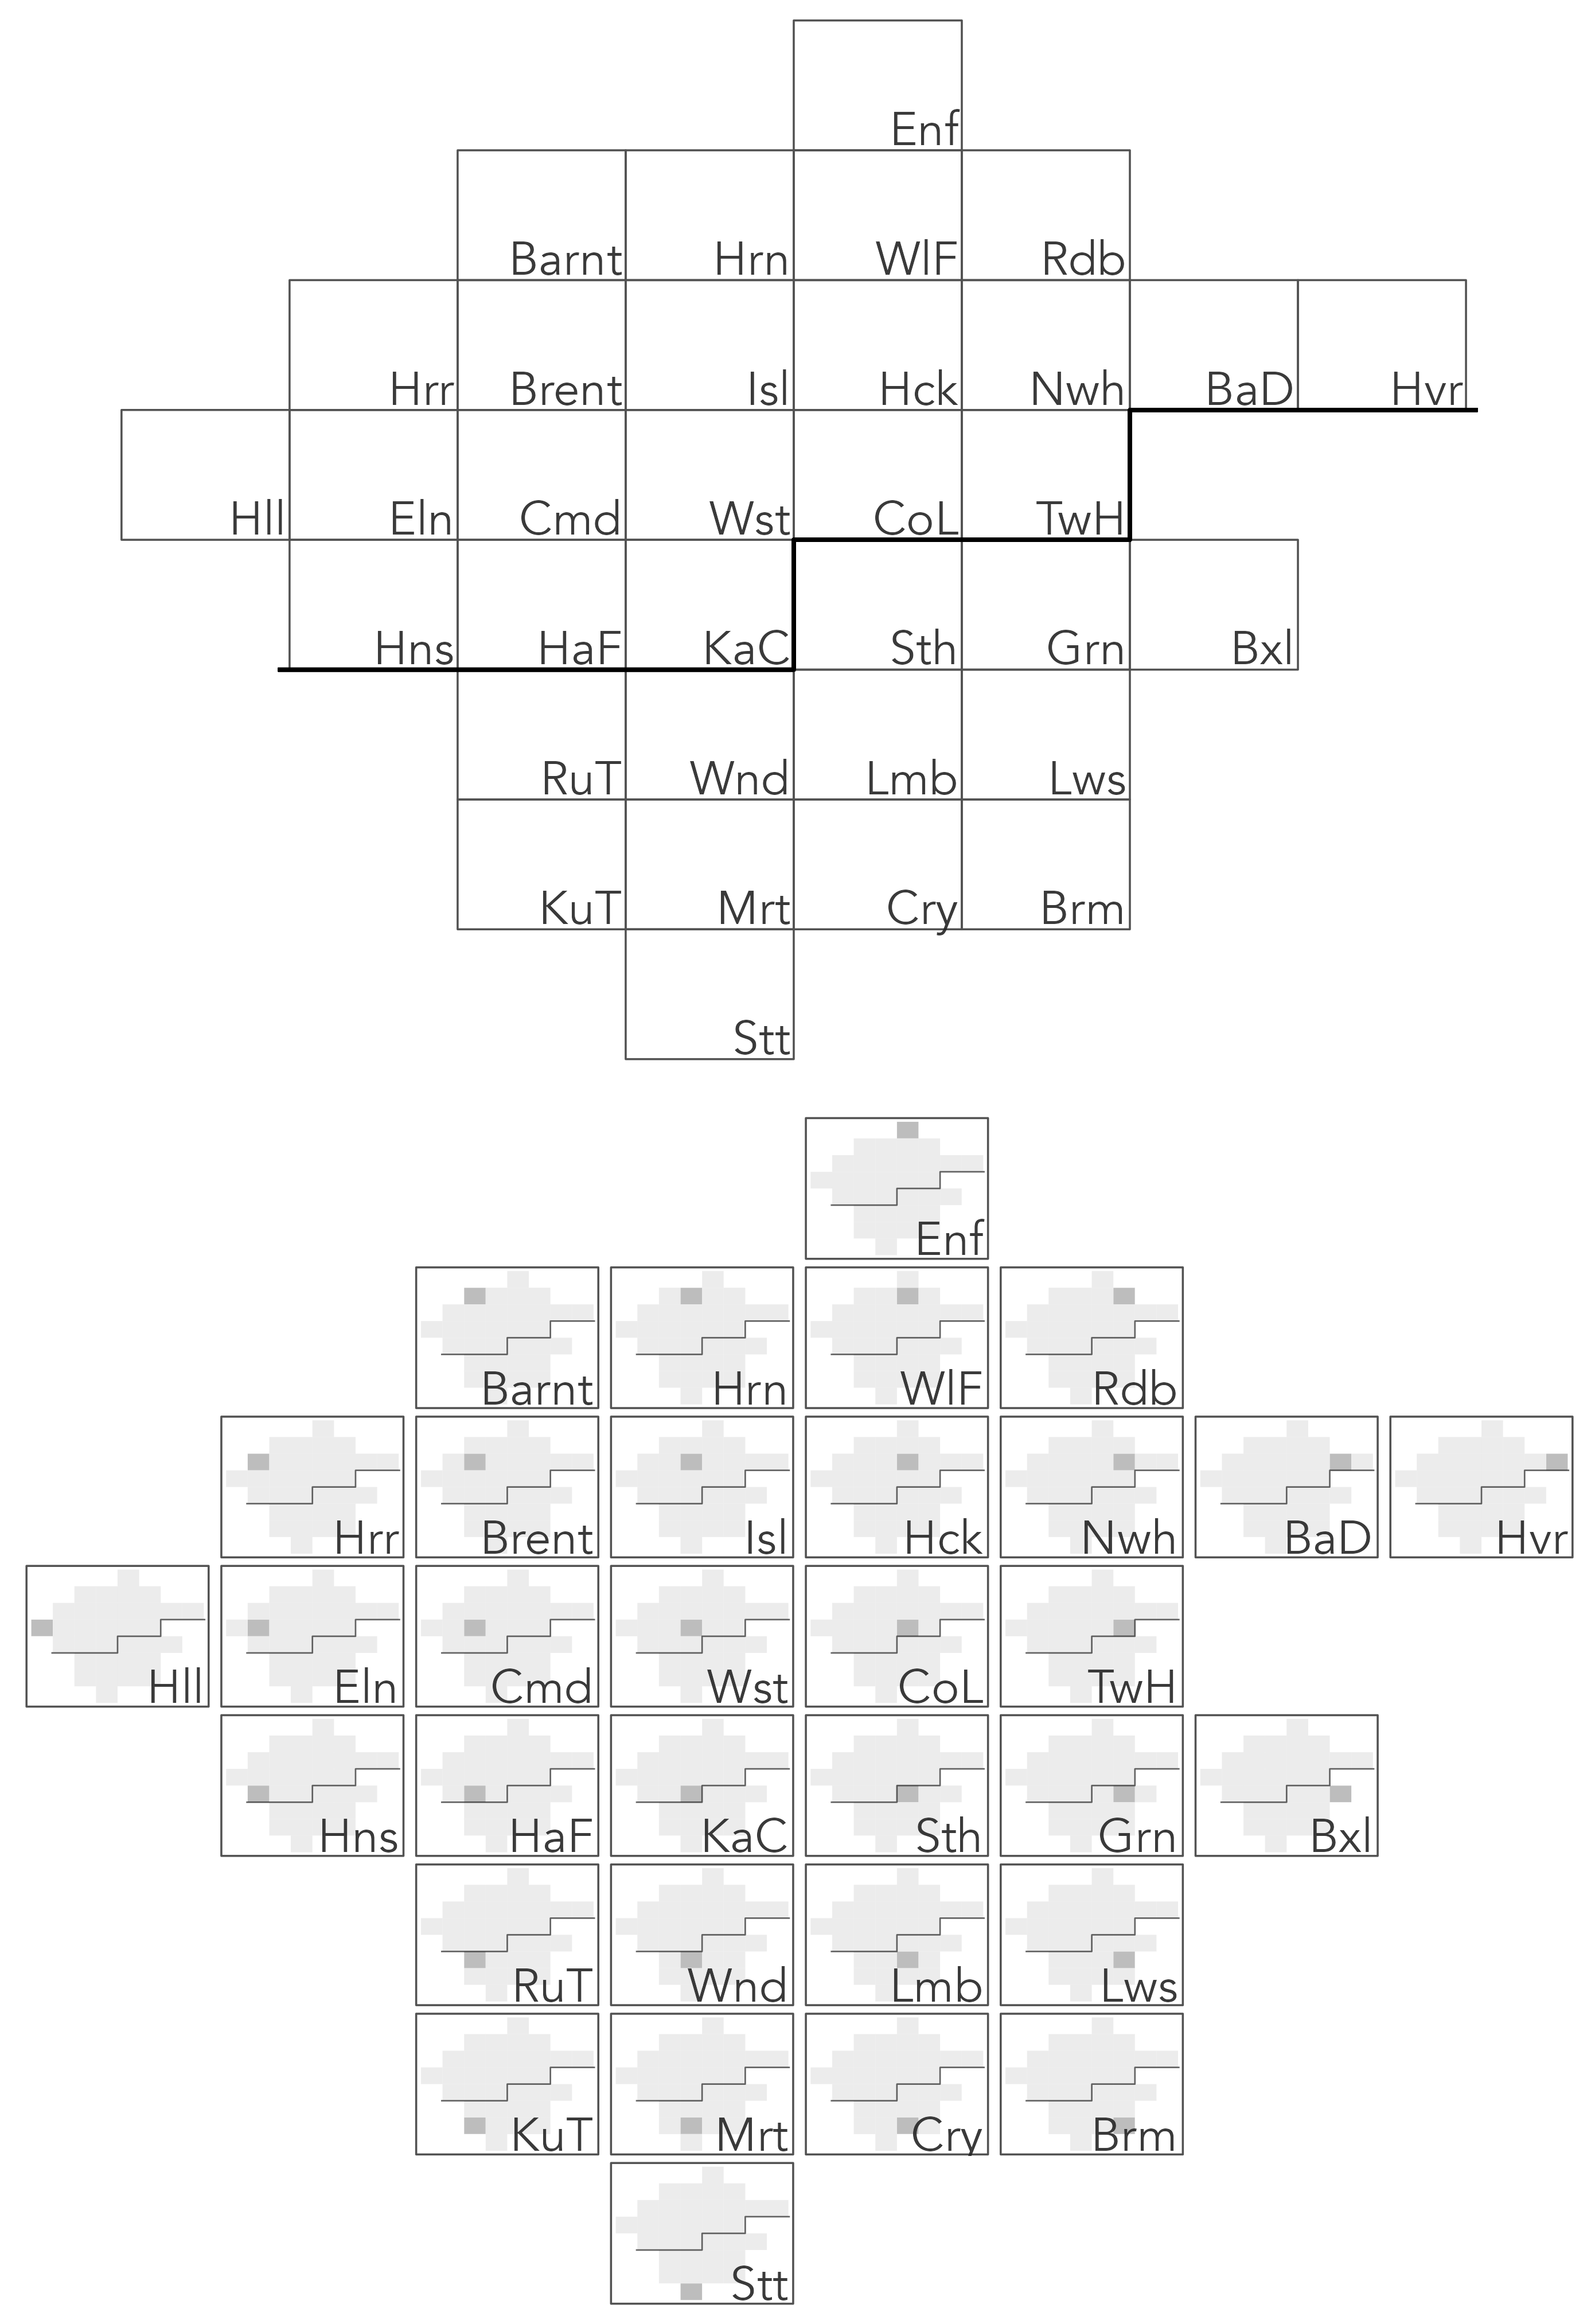 Enf
Barnt Hrn WlF Rdb
Hrr Brent Isl Hck Nwh BaD Hvr
Hll Eln Cmd Wst CoL TwH
Hns HaF KaC Sth Grn Bxl
RuT Wnd Lmb Lws
KuT Mrt Cry Brm
Stt
Enf
Barnt Hrn WlF Rdb
Hrr Brent Isl Hck Nwh BaD Hvr
Hll Eln Cmd Wst CoL TwH
Hns HaF KaC Sth Grn Bxl
RuT Wnd Lmb Lws
KuT Mrt Cry Brm
Stt